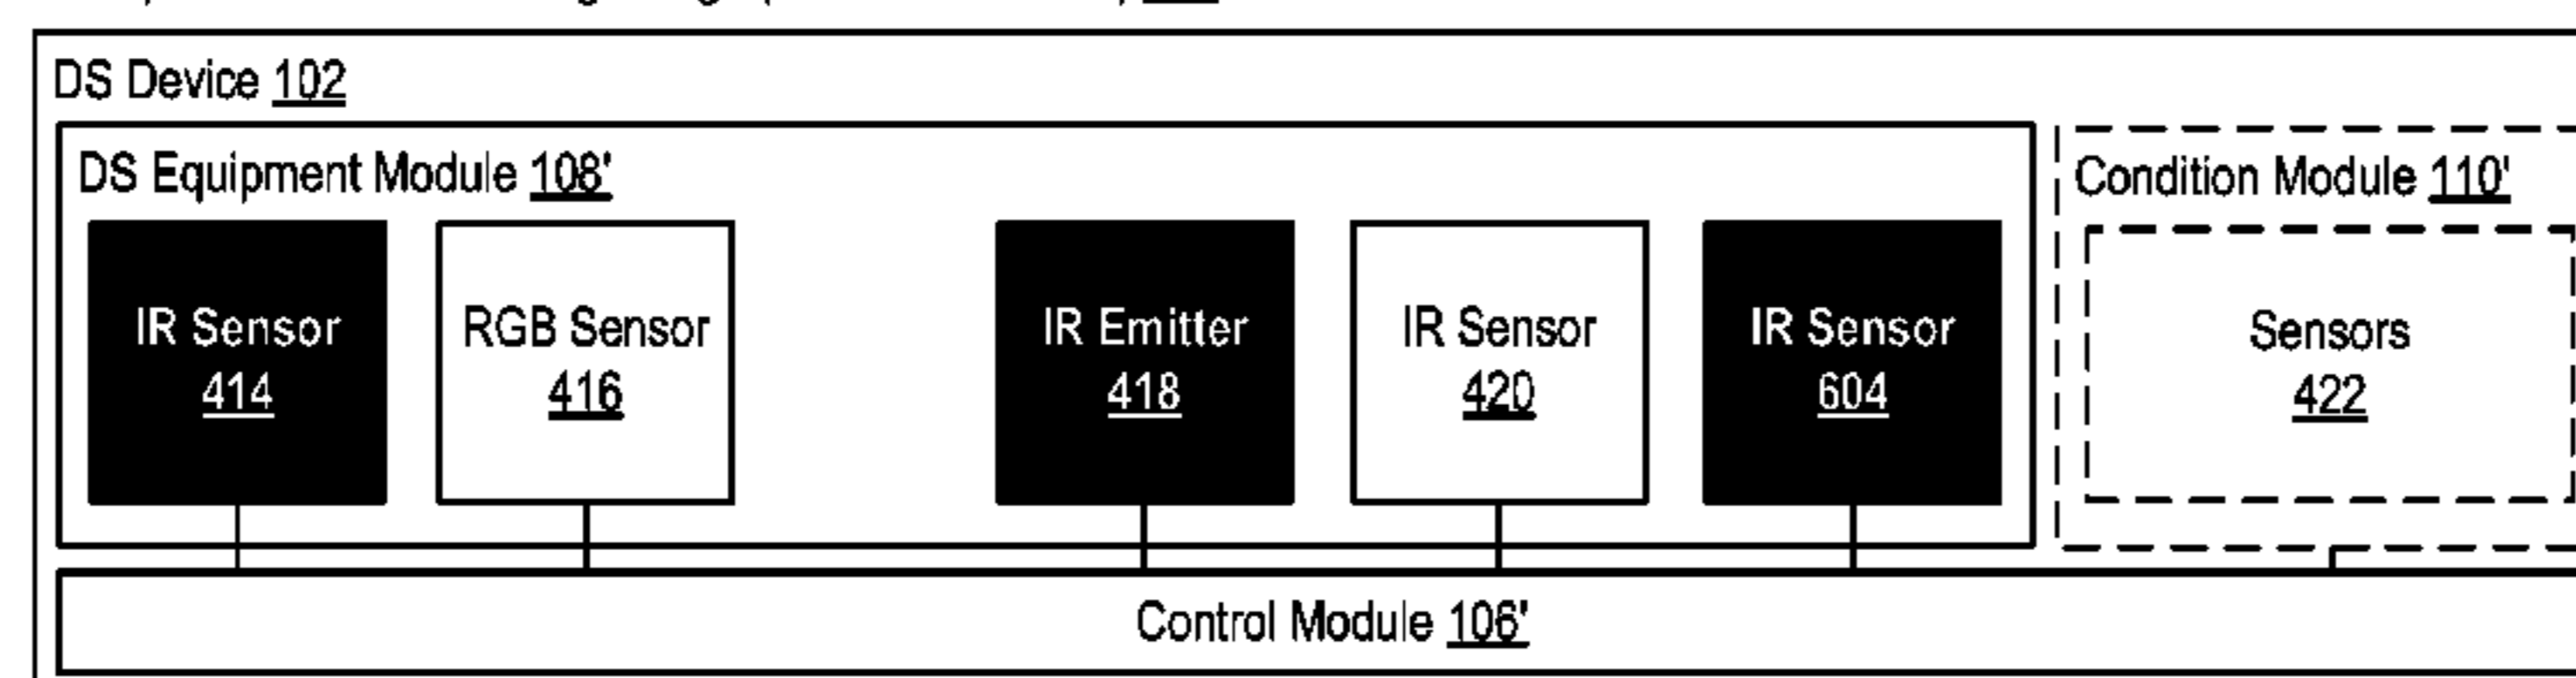 DS Device 102
DS Equipment Module 108'
Condition Module 110'
IR Sensor
414
RGB Sensor
416
IR Emitter
418
IR Sensor
420
IR Sensor
604
Sensors
422
Control Module 106'